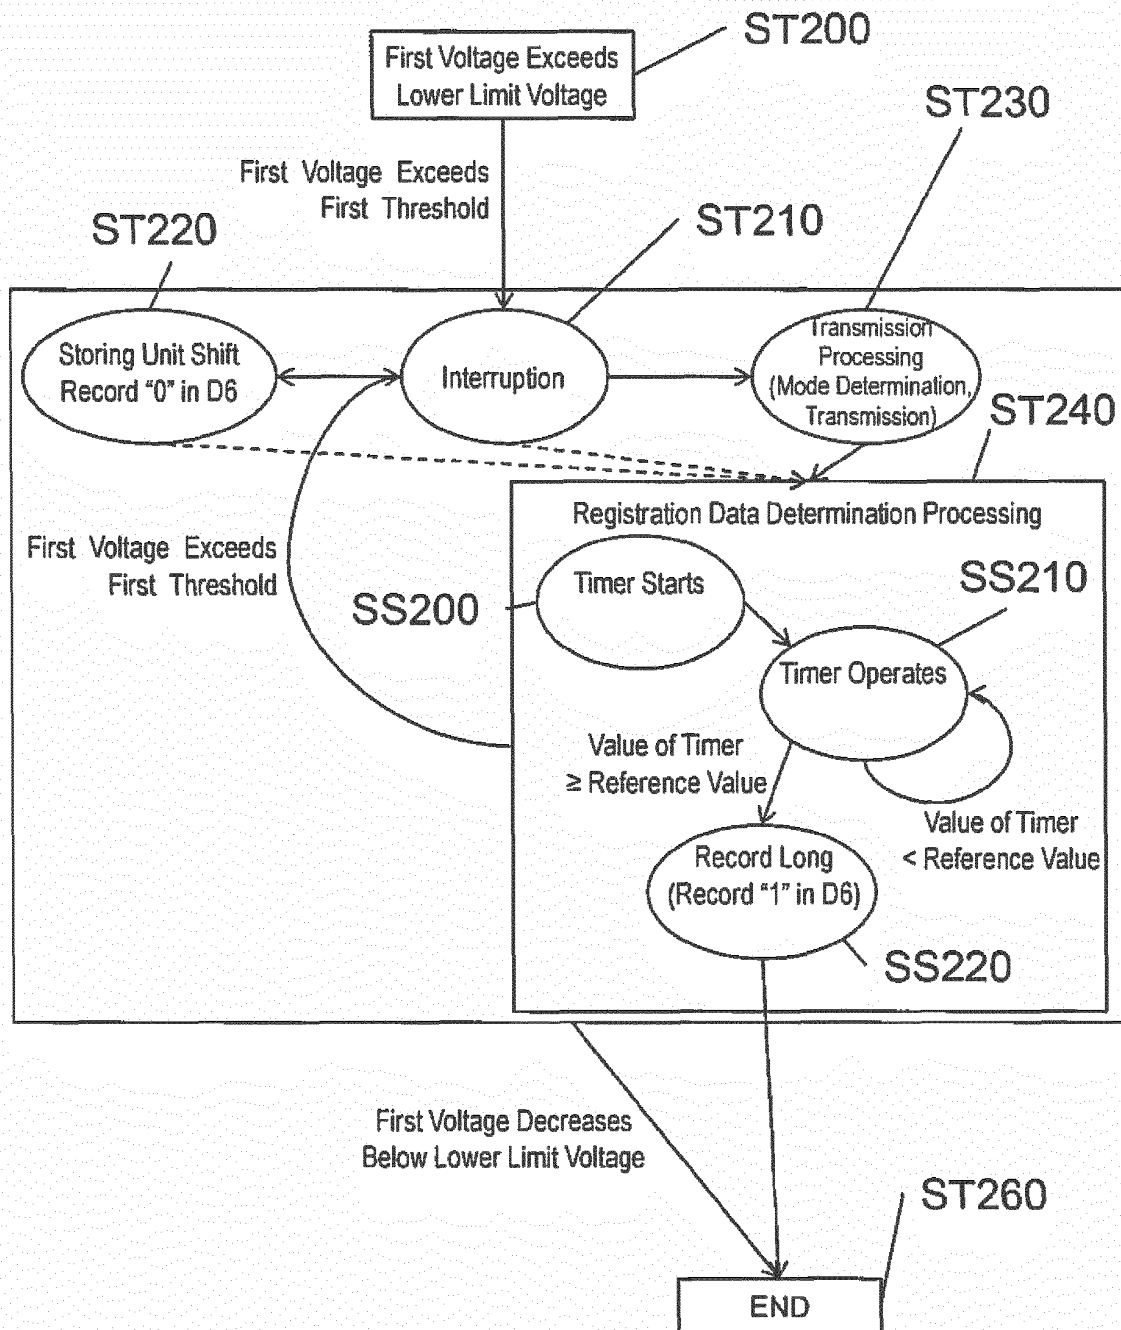 ST200
First Voltage Exceeds
Lower Limit Voltage
ST230
First Voltage Exceeds
First Threshold
ST220
ST210
Storing Unit Shift
Record "0" in D6
Interruption
Transmission
Processing
(Mode Determination,
Transmission)
ST240
Registration Data Determination Processing
First Voltage Exceeds
First Threshold
SS200
Timer Starts
SS210
Timer Operates
Value of Timer
≥ Reference Value
Value of Timer
< Reference Value
Record Long
(Record "1" in D6)
SS220
First Voltage Decreases
Below Lower Limit Voltage
ST260
END